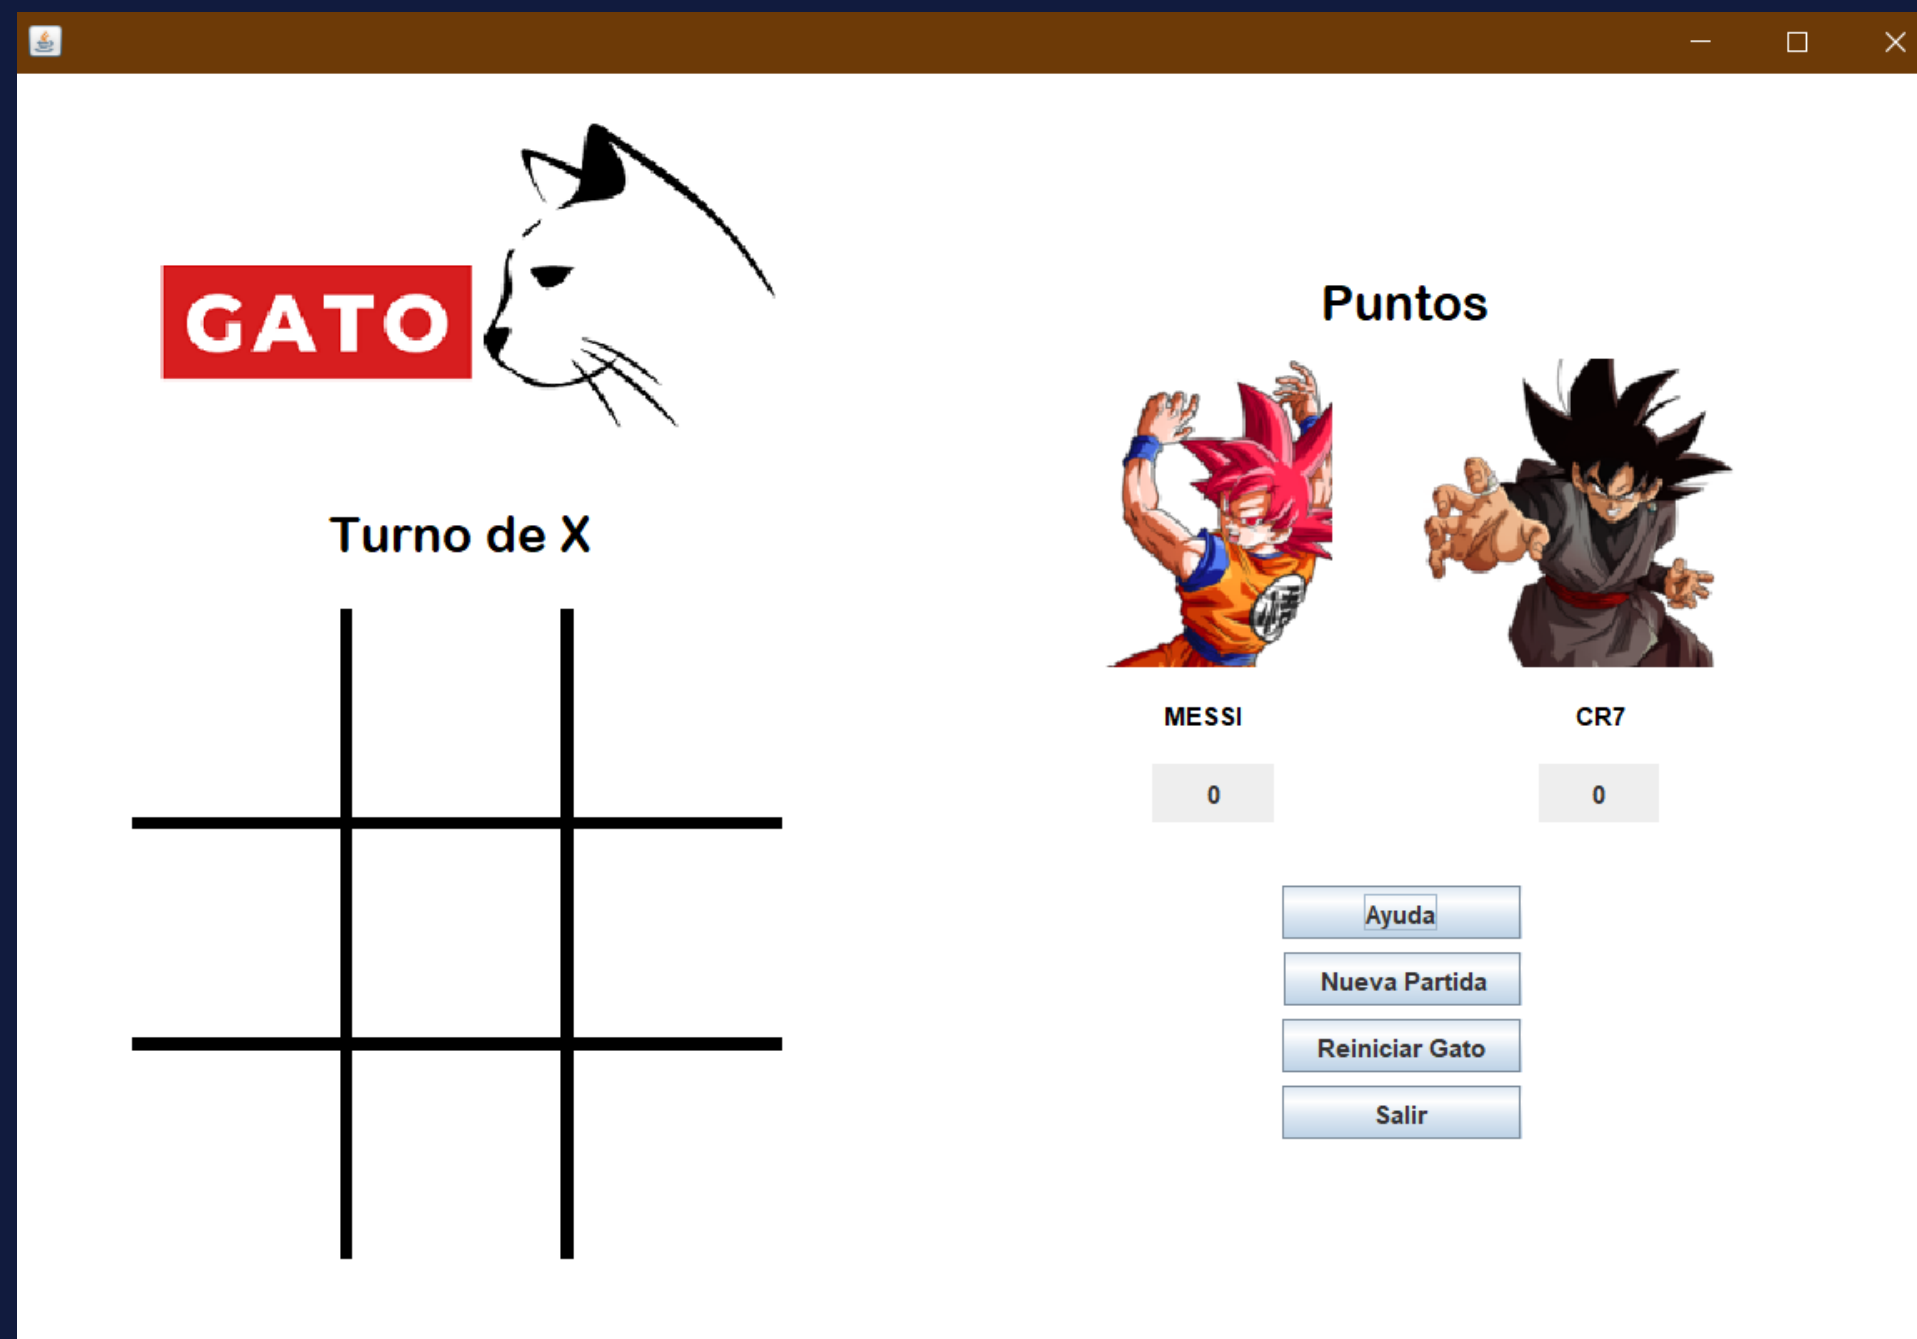 GATO
Turno de X
Puntos
MESSI
CR7
0
0
Ayuda
Nueva Partida
Reiniciar Gato
Salir